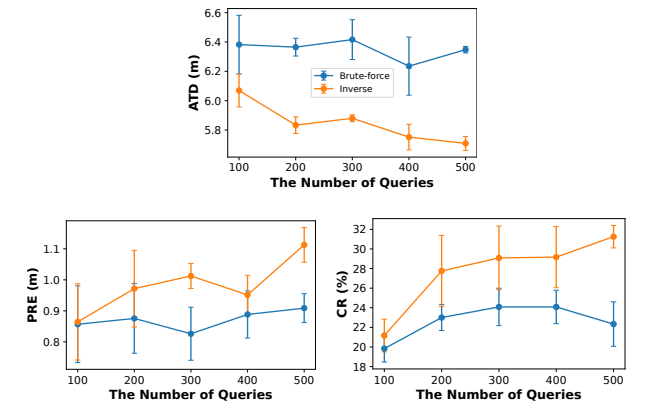 6.6
6.4
6.2
6.0
5.8
ATD (m)
Brute-force
Inverse
100 200 300 400 500
The Number of Queries
1.1
1.0
0.9
0.8
PRE (m)
100 200 300 400 500
The Number of Queries
32
30
28
26
24
22
20
18
CR (%)
100 200 300 400 500
The Number of Queries